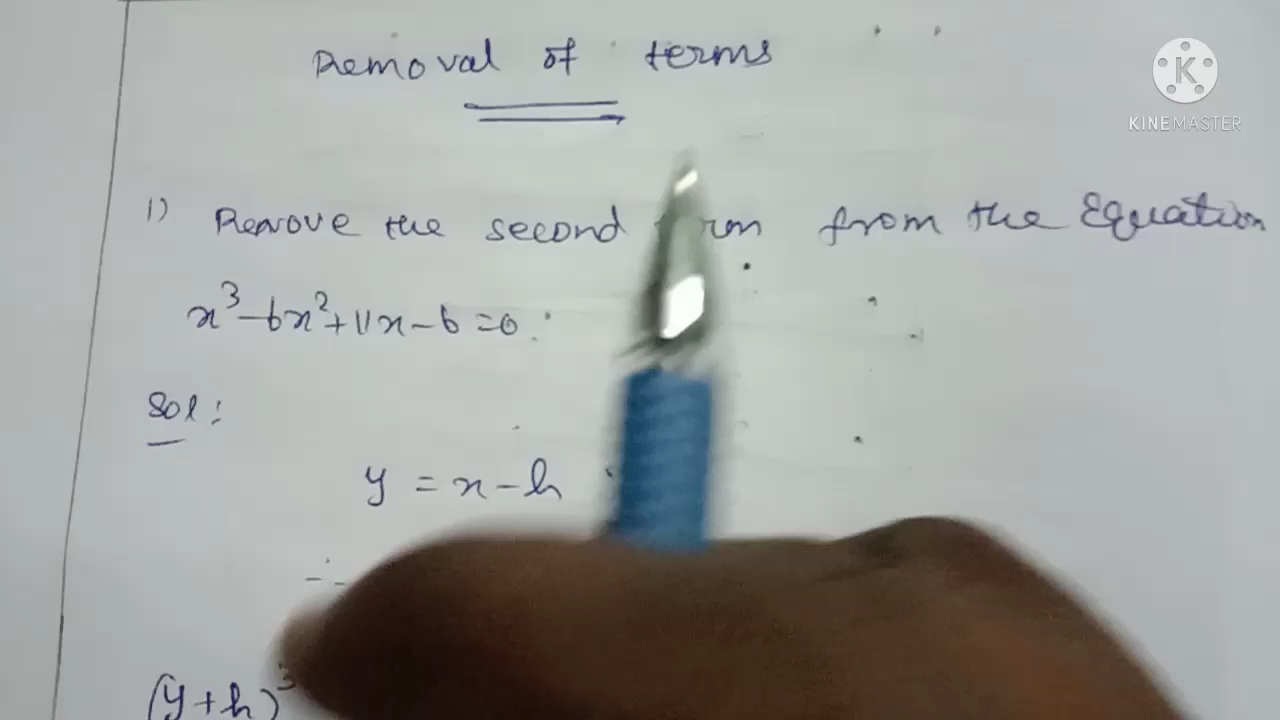 Removal of terms
K
KINEMASTER
1) Remove the second from the Equation
x³-6x²+11x-6=0.
Sol:
y = x-h
(y+h)³